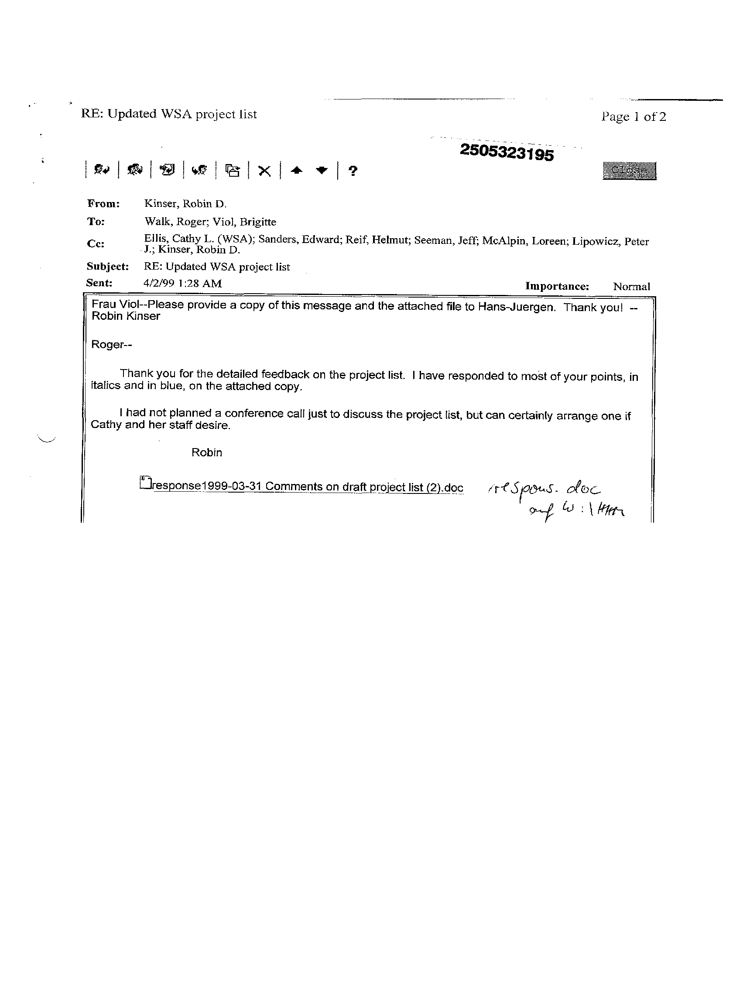 RE: Updated WSA project list
Page 1 of 2
2505323195
?
Close
From: Kinser, Robin D.
To: Walk, Roger; Viol, Brigitte
Cc: Ellis, Cathy L. (WSA); Sanders, Edward; Reif, Helmut; Seeman, Jeff; McAlpin, Loreen; Lipowicz, Peter
J.; Kinser, Robin D.
Subject: RE: Updated WSA project list
Sent: 4/2/99 1:28 AM Importance: Normal
Frau Viol--Please provide a copy of this message and the attached file to Hans-Juergen. Thank you! --
Robin Kinser
Roger--
Thank you for the detailed feedback on the project list. I have responded to most of your points, in
italics and in blue, on the attached copy.
I had not planned a conference call just to discuss the project list, but can certainly arrange one if
Cathy and her staff desire.
Robin
response1999-03-31 Comments on draft project list (2).doc
respons. doc
auf W:\